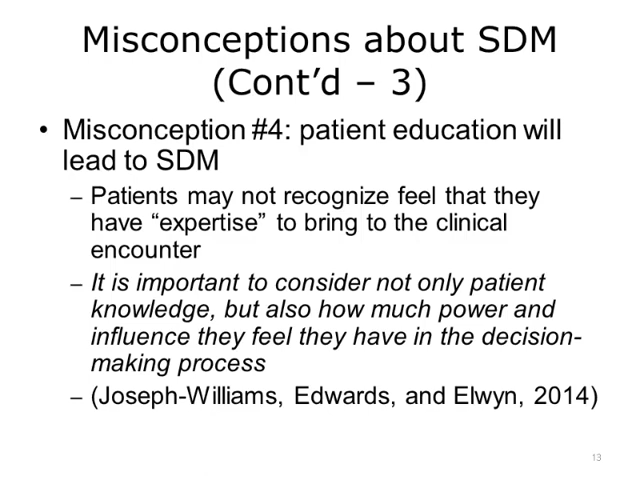 Misconceptions about SDM
(Cont’d – 3)
• Misconception #4: patient education will
lead to SDM
– Patients may not recognize feel that they
have “expertise” to bring to the clinical
encounter
– It is important to consider not only patient
knowledge, but also how much power and
influence they feel they have in the decision-
making process
– (Joseph-Williams, Edwards, and Elwyn, 2014)
13